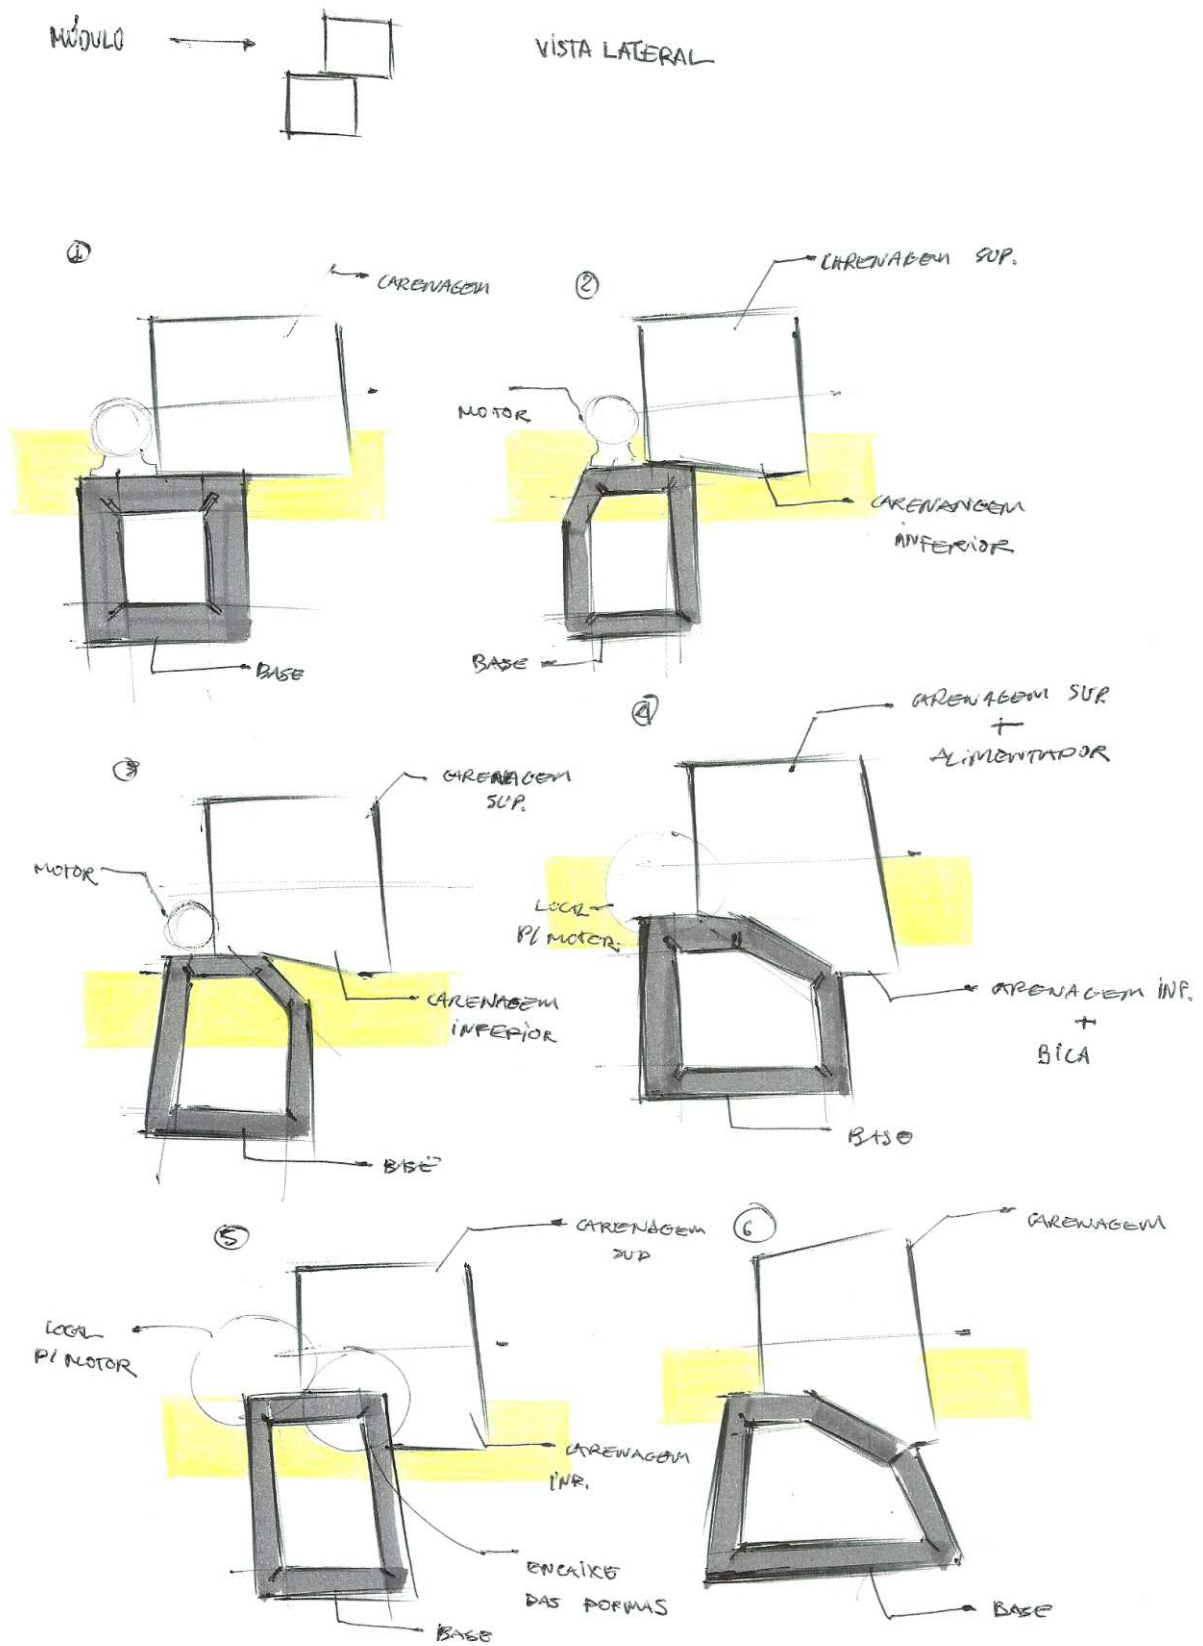 MÓDULO
VISTA LATERAL
1
CARENAGEM
BASE
2
CARENAGEM SUP.
MOTOR
CARENANGEM
INFERIOR
BASE
3
CARENAGEM
SUP.
MOTOR
CARENAGEM
INFERIOR
BASE
4
CARENAGEM SUP.
+
ALIMENTADOR
LOCAL
P/ MOTOR.
CARENAGEM INF.
+
BICA
BASE
5
CARENAGEM
SUP
LOCAL
P/ MOTOR
CARENAGEM
INF.
ENCAIXE
DAS FORMAS
BASE
6
CARENAGEM
BASE